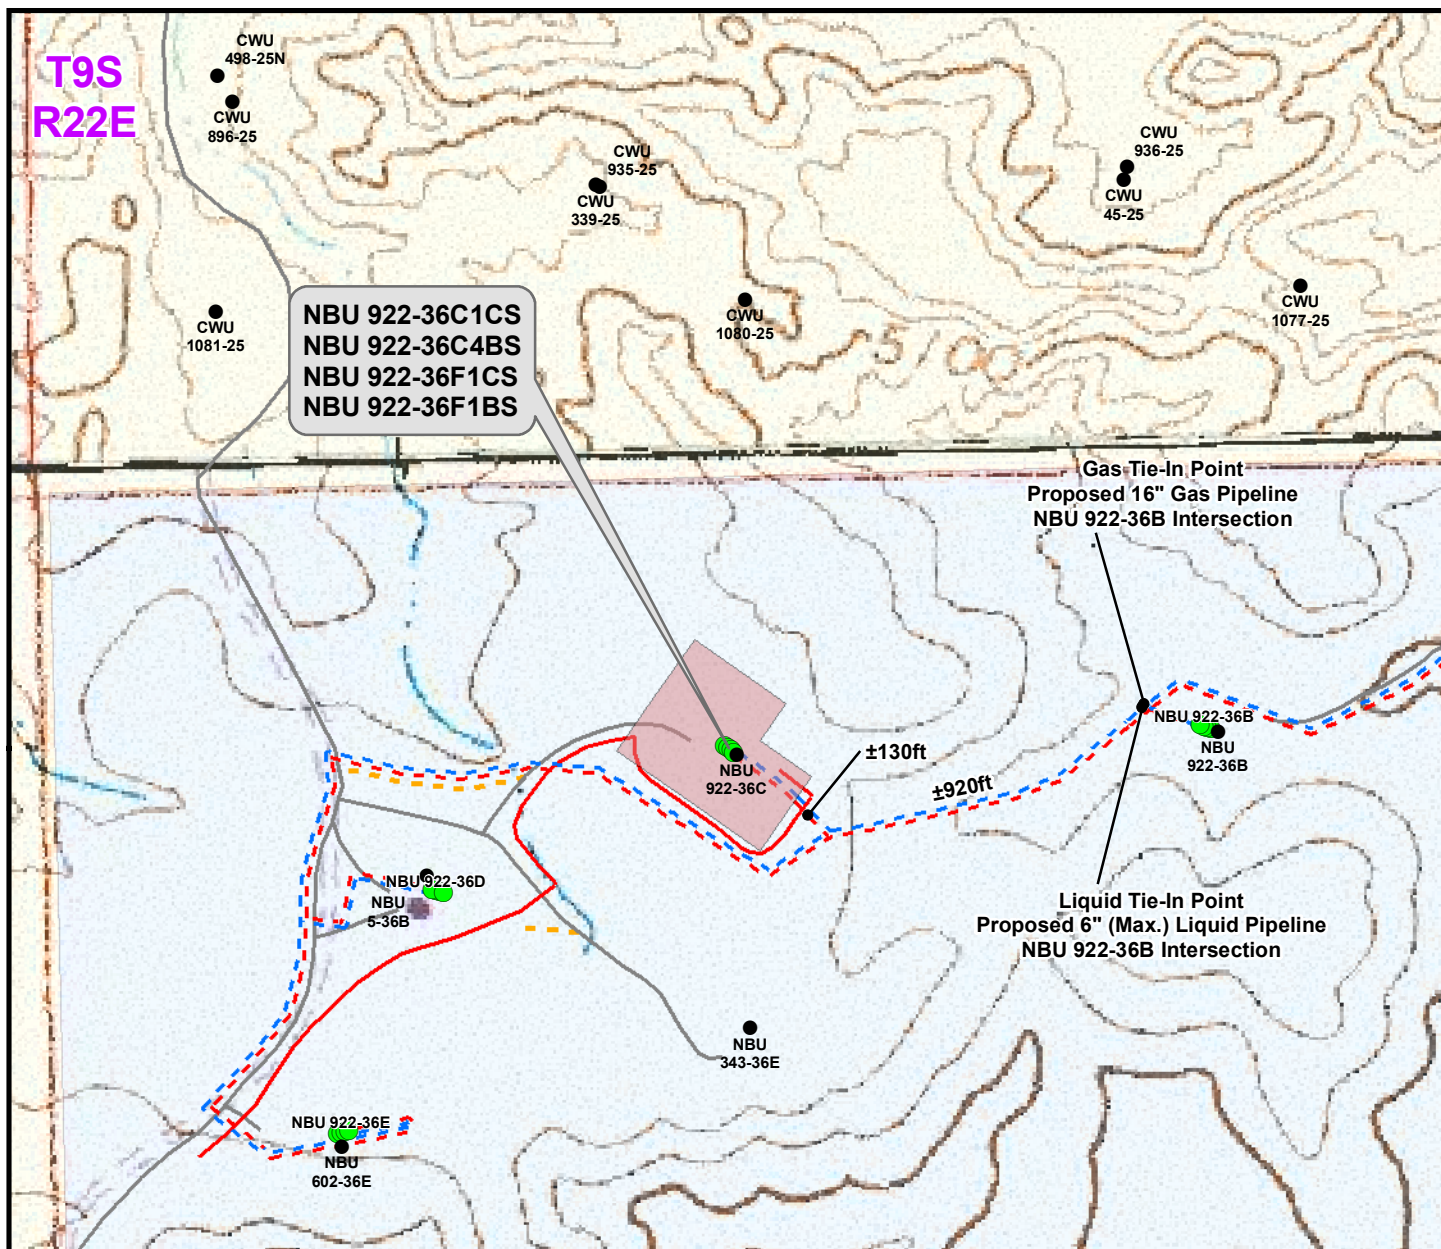 T9S
R22E
CWU
498-25N
CWU
896-25
CWU
935-25
CWU
339-25
CWU
936-25
CWU
45-25
CWU
1081-25
CWU
1080-25
CWU
1077-25
NBU 922-36C1CS
NBU 922-36C4BS
NBU 922-36F1CS
NBU 922-36F1BS
Gas Tie-In Point
Proposed 16" Gas Pipeline
NBU 922-36B Intersection
NBU 922-36B
NBU
922-36B
±130ft
NBU
922-36C
±920ft
NBU 922-36D
NBU
5-36B
Liquid Tie-In Point
Proposed 6" (Max.) Liquid Pipeline
NBU 922-36B Intersection
NBU
343-36E
NBU 922-36E
NBU
602-36E